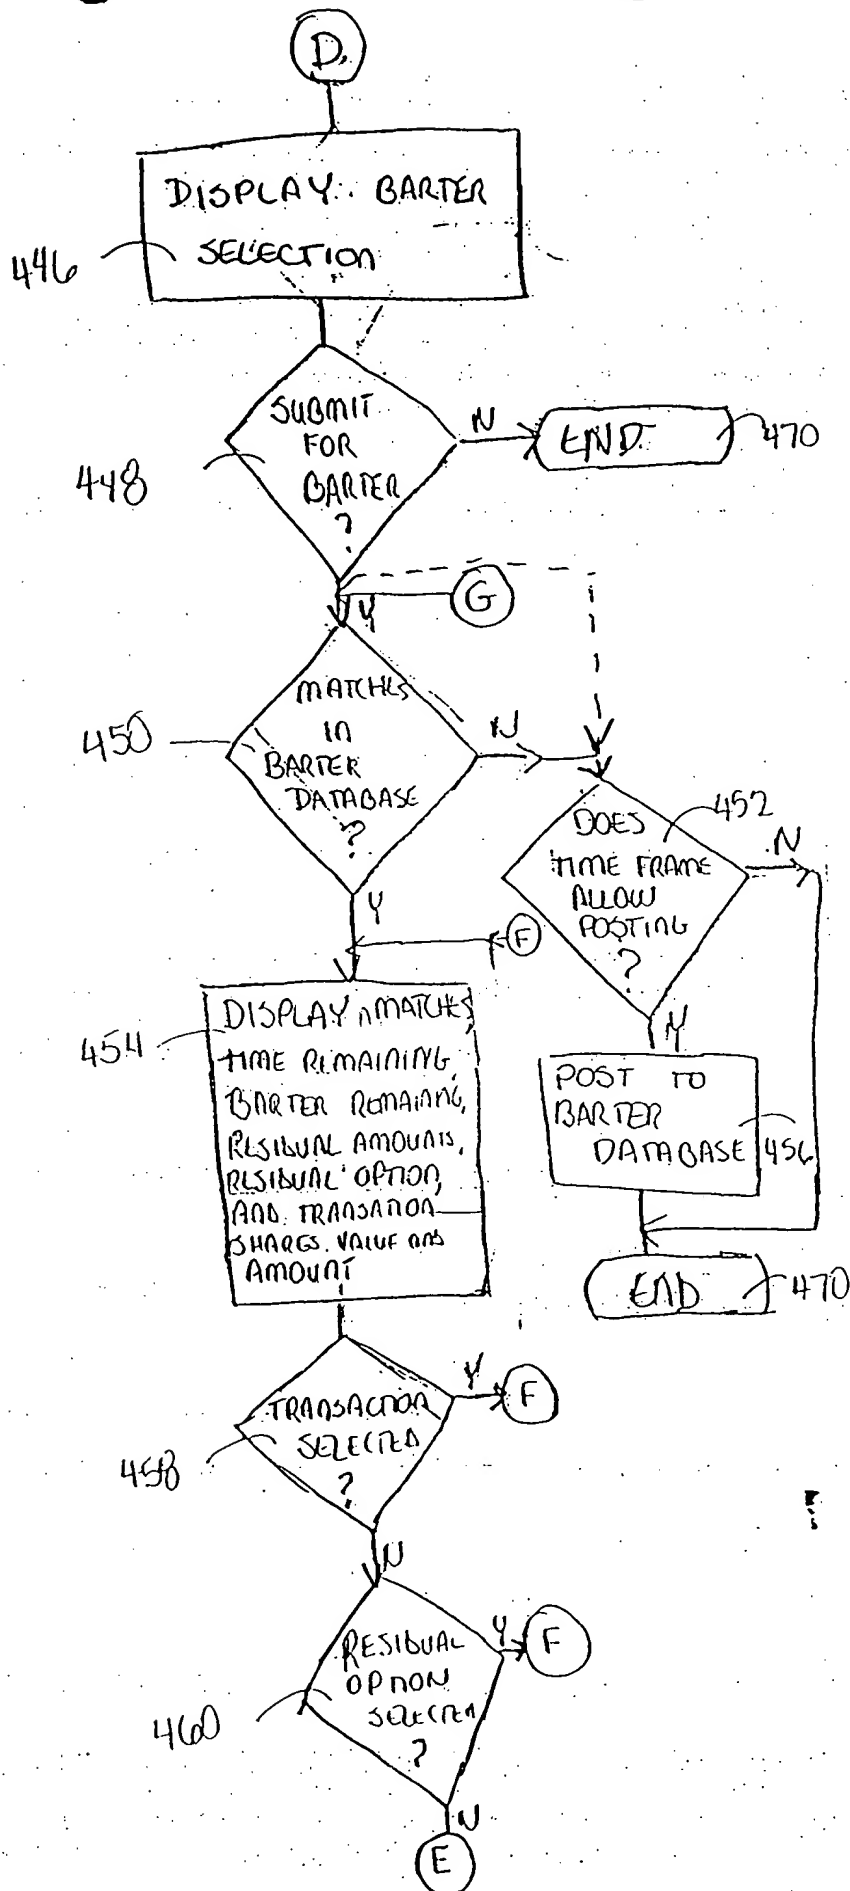 D.
DISPLAY BARTER
SELECTION
446
SUBMIT
FOR
BARTER
?
448
N
END
470
Y
G
MATCHES
IN
BARTER
DATABASE
?
450
N
452
DOES
TIME FRAME
ALLOW
POSTING
?
N
Y
F
Y
454
DISPLAY n MATCHES,
TIME REMAINING,
BARTER REMAINING,
RESIDUAL AMOUNTS,
RESIDUAL OPTION,
AND TRANSATION
SHARES, VALUE AND
AMOUNT
POST TO
BARTER
DATABASE
456
END
470
TRANSACTION
SELECTED
?
458
Y
F
N
RESIDUAL
OPTION
SELECTED
?
460
Y
F
N
E